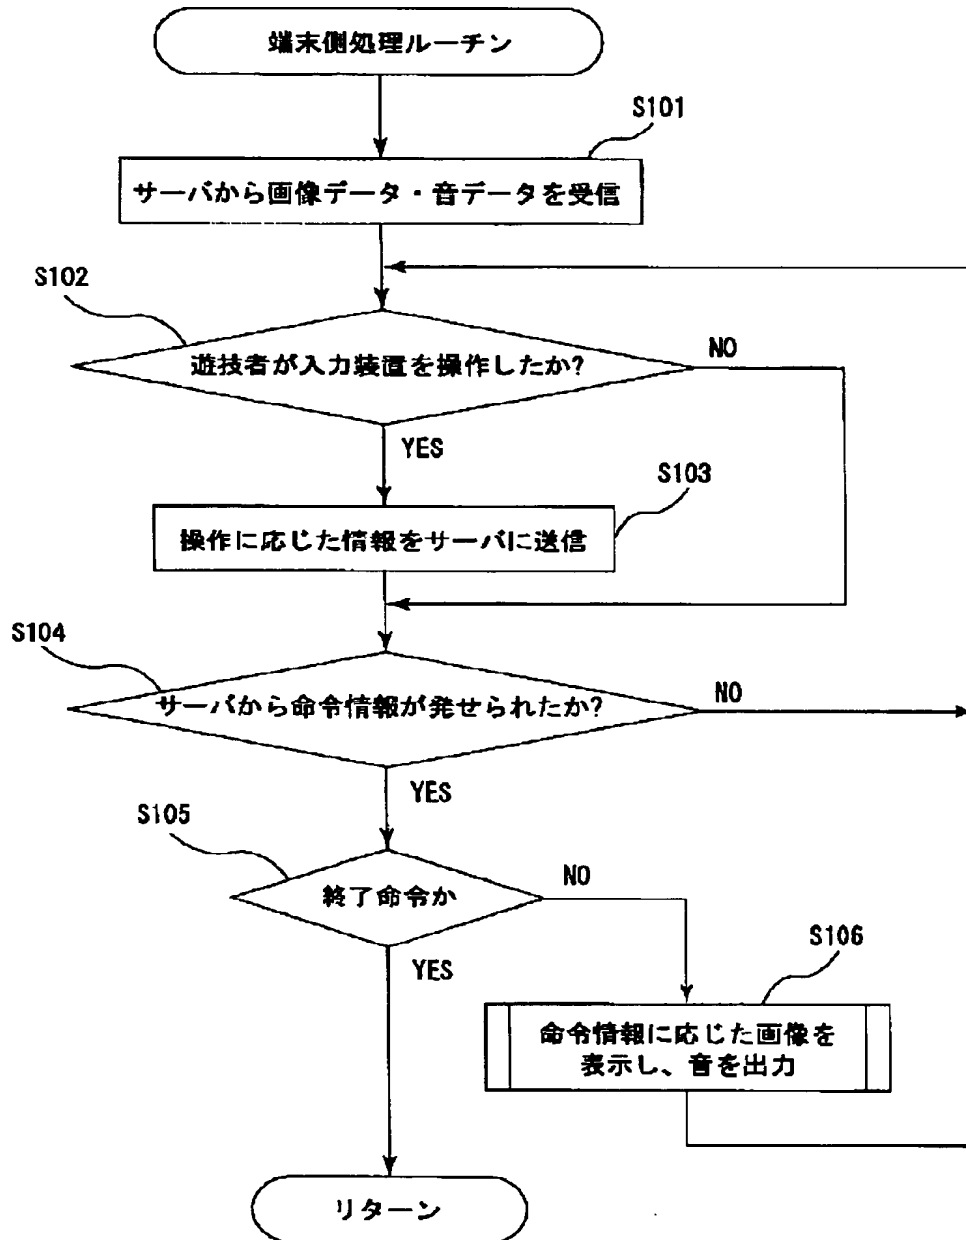 端末側処理ルーチン
S101
サーバから画像データ・音データを受信
S102
遊技者が入力装置を操作したか?
NO
YES
S103
操作に応じた情報をサーバに送信
S104
サーバから命令情報が発せられたか?
NO
YES
S105
終了命令か
NO
YES
S106
命令情報に応じた画像を
表示し、音を出力
リターン